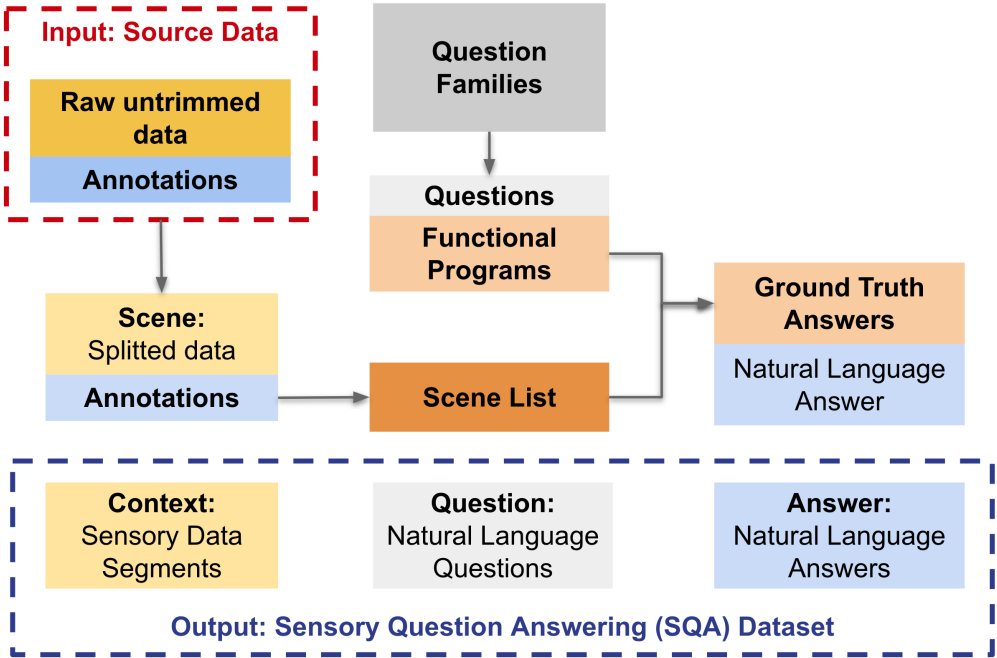 Input: Source Data
Raw untrimmed
data
Annotations
Question
Families
Questions
Functional
Programs
Scene:
Splitted data
Annotations
Scene List
Ground Truth
Answers
Natural Language
Answer
Context:
Sensory Data
Segments
Question:
Natural Language
Questions
Answer:
Natural Language
Answers
Output: Sensory Question Answering (SQA) Dataset